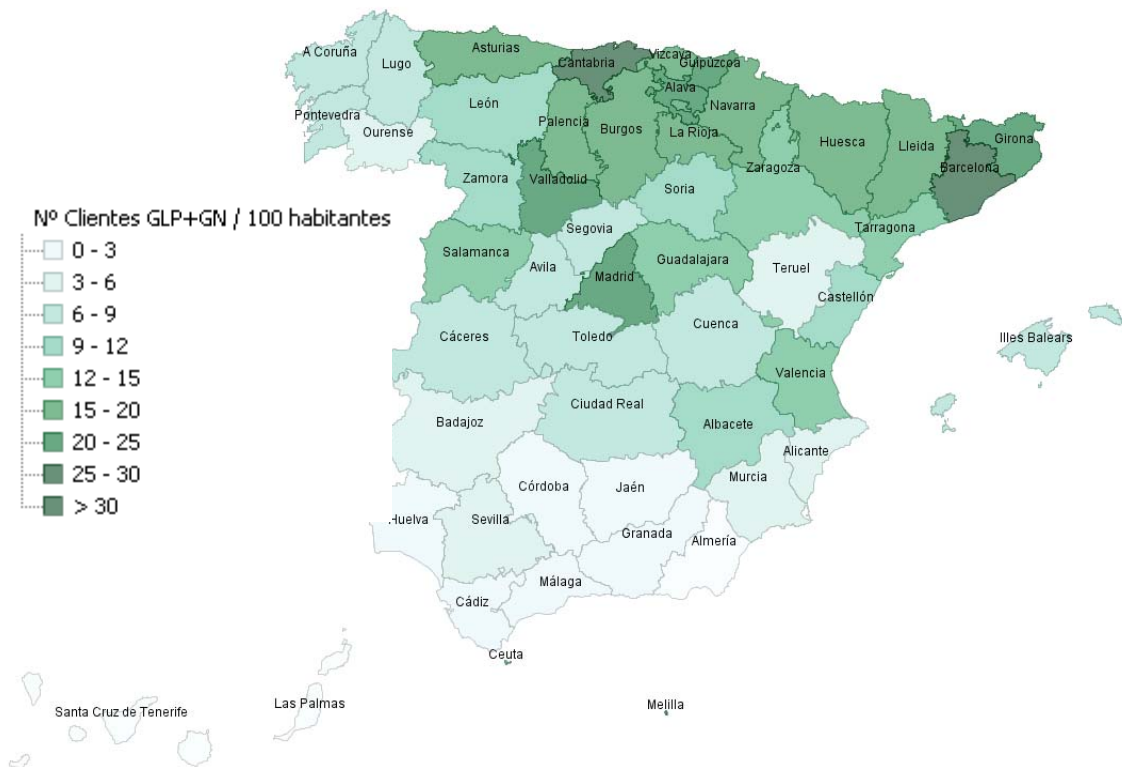 Nº Clientes GLP+GN / 100 habitantes
0 - 3
3 - 6
6 - 9
9 - 12
12 - 15
15 - 20
20 - 25
25 - 30
> 30
A Coruña
Lugo
Asturias
Cantabria
Vizcaya
Guipúzcoa
Alava
Navarra
Pontevedra
Ourense
León
Palencia
Burgos
La Rioja
Huesca
Lleida
Girona
Barcelona
Zamora
Valladolid
Soria
Zaragoza
Tarragona
Segovia
Salamanca
Avila
Madrid
Guadalajara
Teruel
Castellón
Cáceres
Toledo
Cuenca
Illes Balears
Valencia
Badajoz
Ciudad Real
Albacete
Alicante
Murcia
Córdoba
Jaén
Huelva
Sevilla
Granada
Almería
Málaga
Cádiz
Ceuta
Melilla
Las Palmas
Santa Cruz de Tenerife